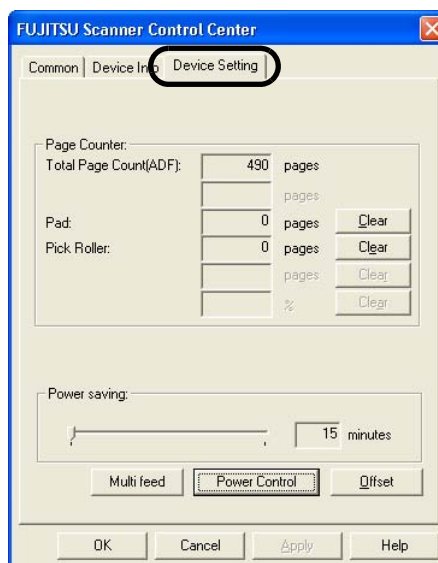 FUJITSU Scanner Control Center
Common Device Info Device Setting
Page Counter:
Total Page Count(ADF): 490 pages
pages
Pad: 0 pages Clear
Pick Roller: 0 pages Clear
pages Clear
% Clear
Power saving:
15 minutes
Multi feed Power Control Offset
OK Cancel Apply Help